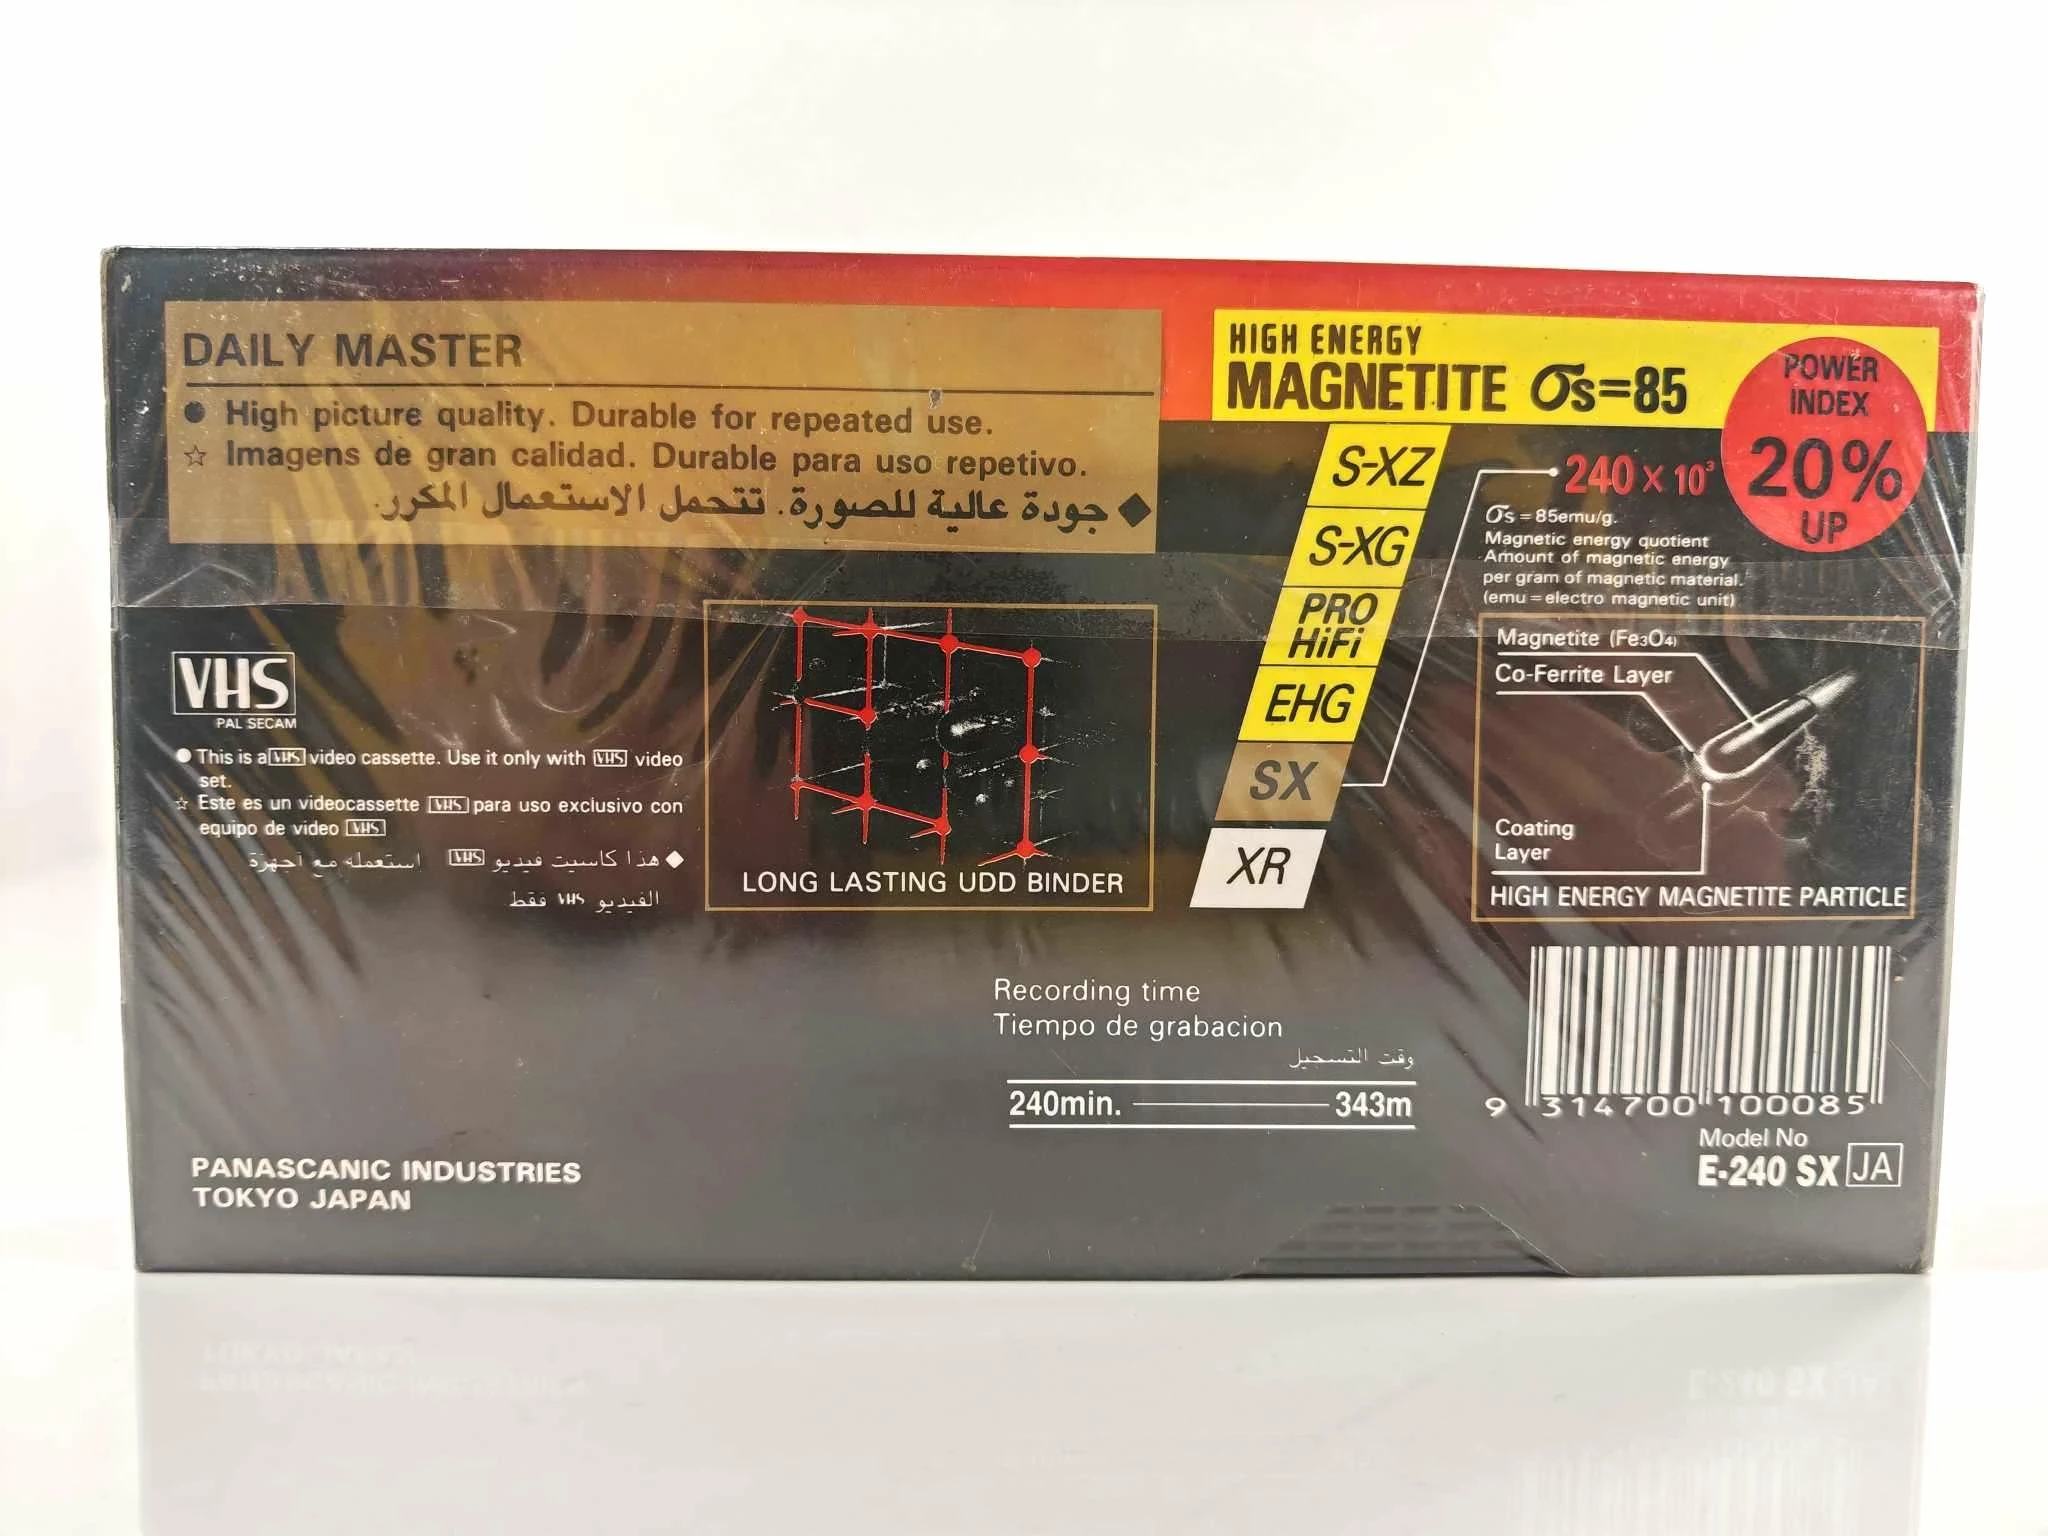 DAILY MASTER
● High picture quality. Durable for repeated use.
☆ Imagenes de gran calidad. Durable para uso repetivo.
◆ جودة عالية للصورة. تتحمل الاستعمال المكرر.
HIGH ENERGY
MAGNETITE σs=85
POWER
INDEX
20%
UP
S-XZ
S-XG
PRO
HiFi
EHG
SX
XR
240 x 10³
σs = 85emu/g.
Magnetic energy quotient
Amount of magnetic energy
per gram of magnetic material.
(emu = electro magnetic unit)
Magnetite (Fe3O4)
Co-Ferrite Layer
Coating
Layer
HIGH ENERGY MAGNETITE PARTICLE
VHS
PAL SECAM
● This is a VHS video cassette. Use it only with VHS video
set.
☆ Este es un videocassette VHS para uso exclusivo con
equipo de video VHS
◆ هذا كاسيت فيديو VHS استعمله مع اجهزة
الفيديو VHS فقط
LONG LASTING UDD BINDER
Recording time
Tiempo de grabacion
وقت التسجيل
240min. 343m
9 314700 100085
Model No
E-240 SX JA
PANASCANIC INDUSTRIES
TOKYO JAPAN